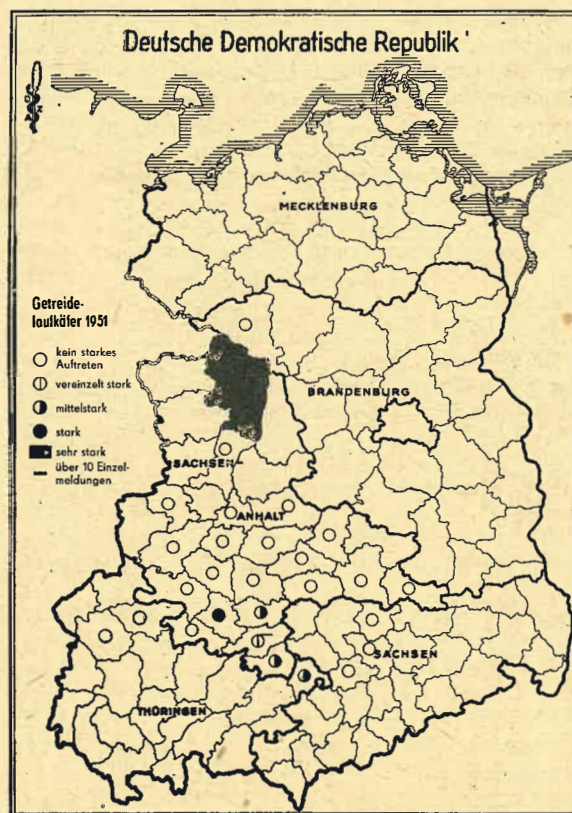 Deutsche Demokratische Republik
MECKLENBURG
Getreide-
laufkäfer 1951
kein starkes
Auftreten
vereinzelt stark
mittelstark
stark
sehr stark
über 10 Einzel-
meldungen
BRANDENBURG
SACHSEN-
ANHALT
SACHSEN
THÜRINGEN